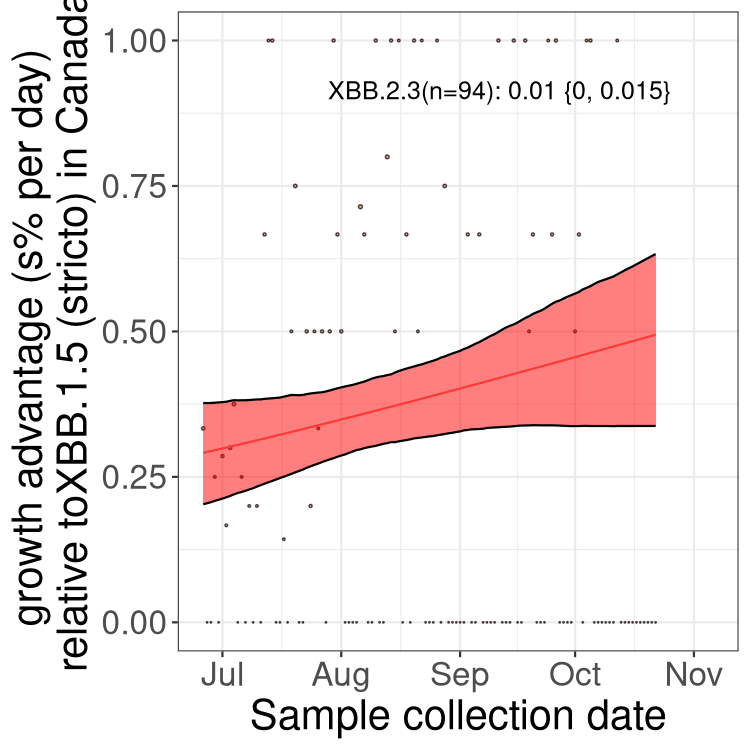 growth advantage (s% per day)
relative toXBB.1.5 (stricto) in Canada
1.00
XBB.2.3(n=94): 0.01 {0, 0.015}
0.75
0.50
0.25
0.00
Jul Aug Sep Oct Nov
Sample collection date